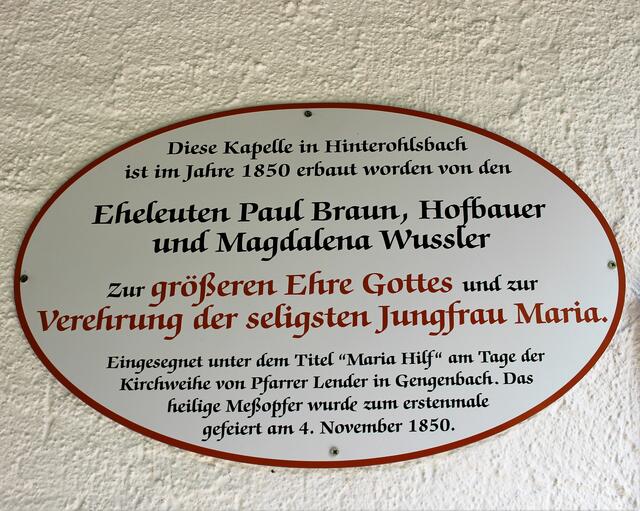 Diese Kapelle in Hinterohlsbach
ist im Jahre 1850 erbaut worden von den
Eheleuten Paul Braun, Hofbauer
und Magdalena Wussler
Zur größeren Ehre Gottes und zur
Verehrung der seligsten Jungfrau Maria.
Eingesegnet unter dem Titel "Maria Hilf" am Tage der
Kirchweihe von Pfarrer Lender in Gengenbach. Das
heilige Meßopfer wurde zum erstenmale
gefeiert am 4. November 1850.